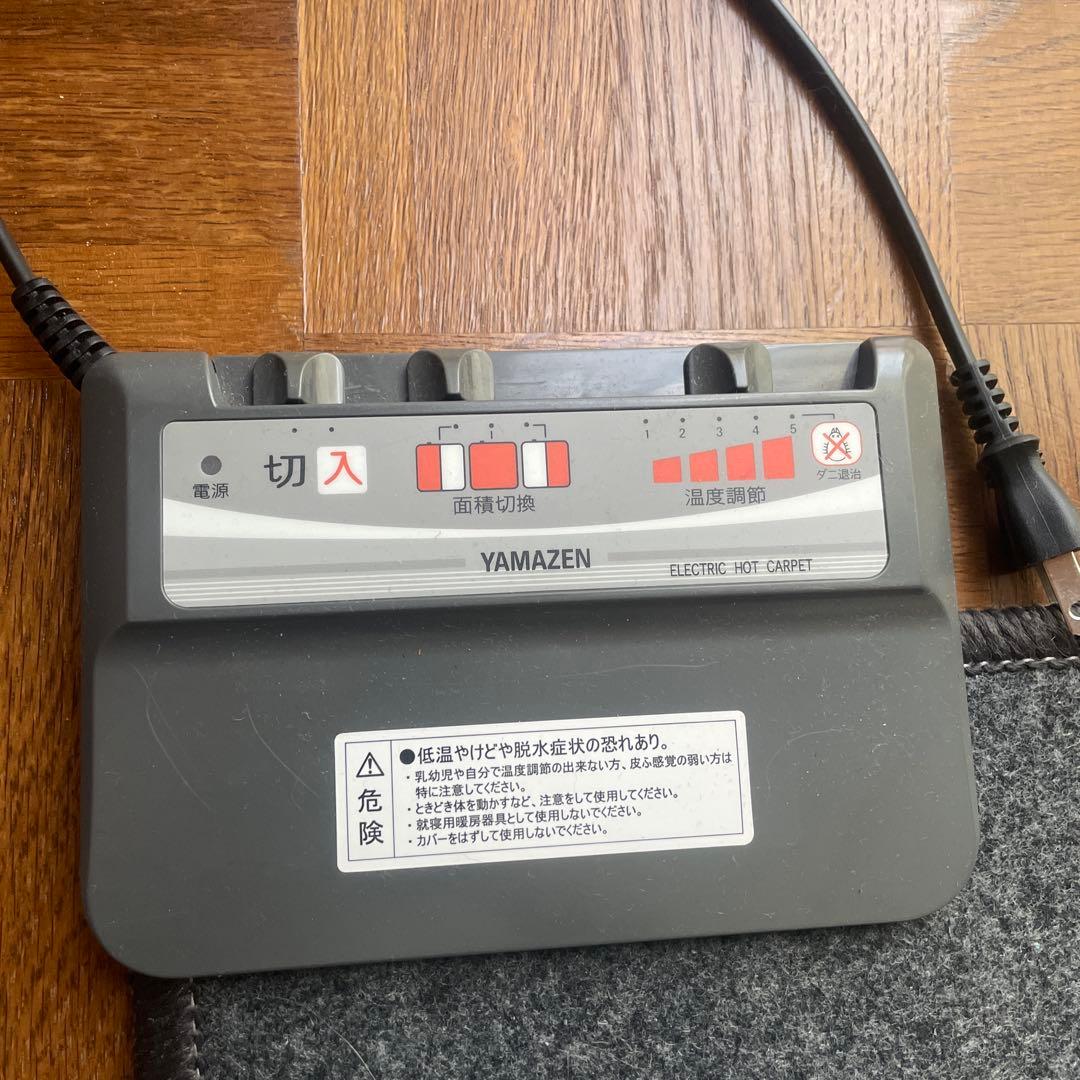 電源
切 入
面積切換
1 2 3 4 5
温度調節
ダニ退治
YAMAZEN
ELECTRIC HOT CARPET
危険
●低温やけどや脱水症状の恐れあり。
・乳幼児や自分で温度調節の出来ない方、皮ふ感覚の弱い方は
特に注意してください。
・ときどき体を動かすなど、注意をして使用してください。
・就寝用暖房器具として使用しないでください。
・カバーをはずして使用しないでください。